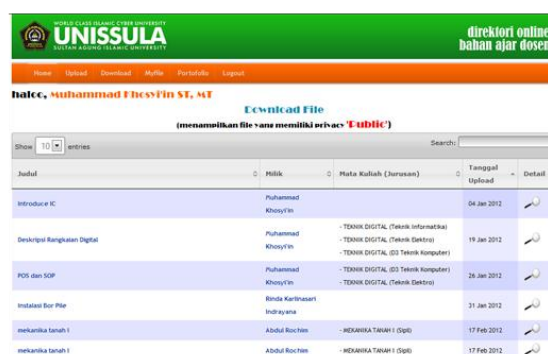 WORLD CLASS ISLAMIC CYBER UNIVERSITY
UNISSULA
SULTAN AGUNG ISLAMIC UNIVERSITY
direktori online
bahan ajar dosen
Home Upload Download Myfile Portofolio Logout
haloo, Muhammad Khosyi'in ST, MT
Download File
(menampilkan file yang memiliki privacy 'Public')
Show 10 entries Search:
Judul Milik Mata Kuliah (Jurusan) Tanggal Upload Detail
Introduce IC Muhammad Khosyi'in 04 Jan 2012
Deskripsi Rangkaian Digital Muhammad Khosyi'in - TEKNIK DIGITAL (Teknik Informatika) 19 Jan 2012
- TEKNIK DIGITAL (Teknik Elektro)
- TEKNIK DIGITAL (D3 Teknik Komputer)
POS dan SOP Muhammad Khosyi'in - TEKNIK DIGITAL (D3 Teknik Komputer) 26 Jan 2012
- TEKNIK DIGITAL (Teknik Elektro)
Instalasi Bor Pile Rinda Karlinasari Indrayana 31 Jan 2012
mekanika tanah I Abdul Rochim - MEKANIKA TANAH I (Sipil) 17 Feb 2012
mekanika tanah I Abdul Rochim - MEKANIKA TANAH I (Sipil) 17 Feb 2012